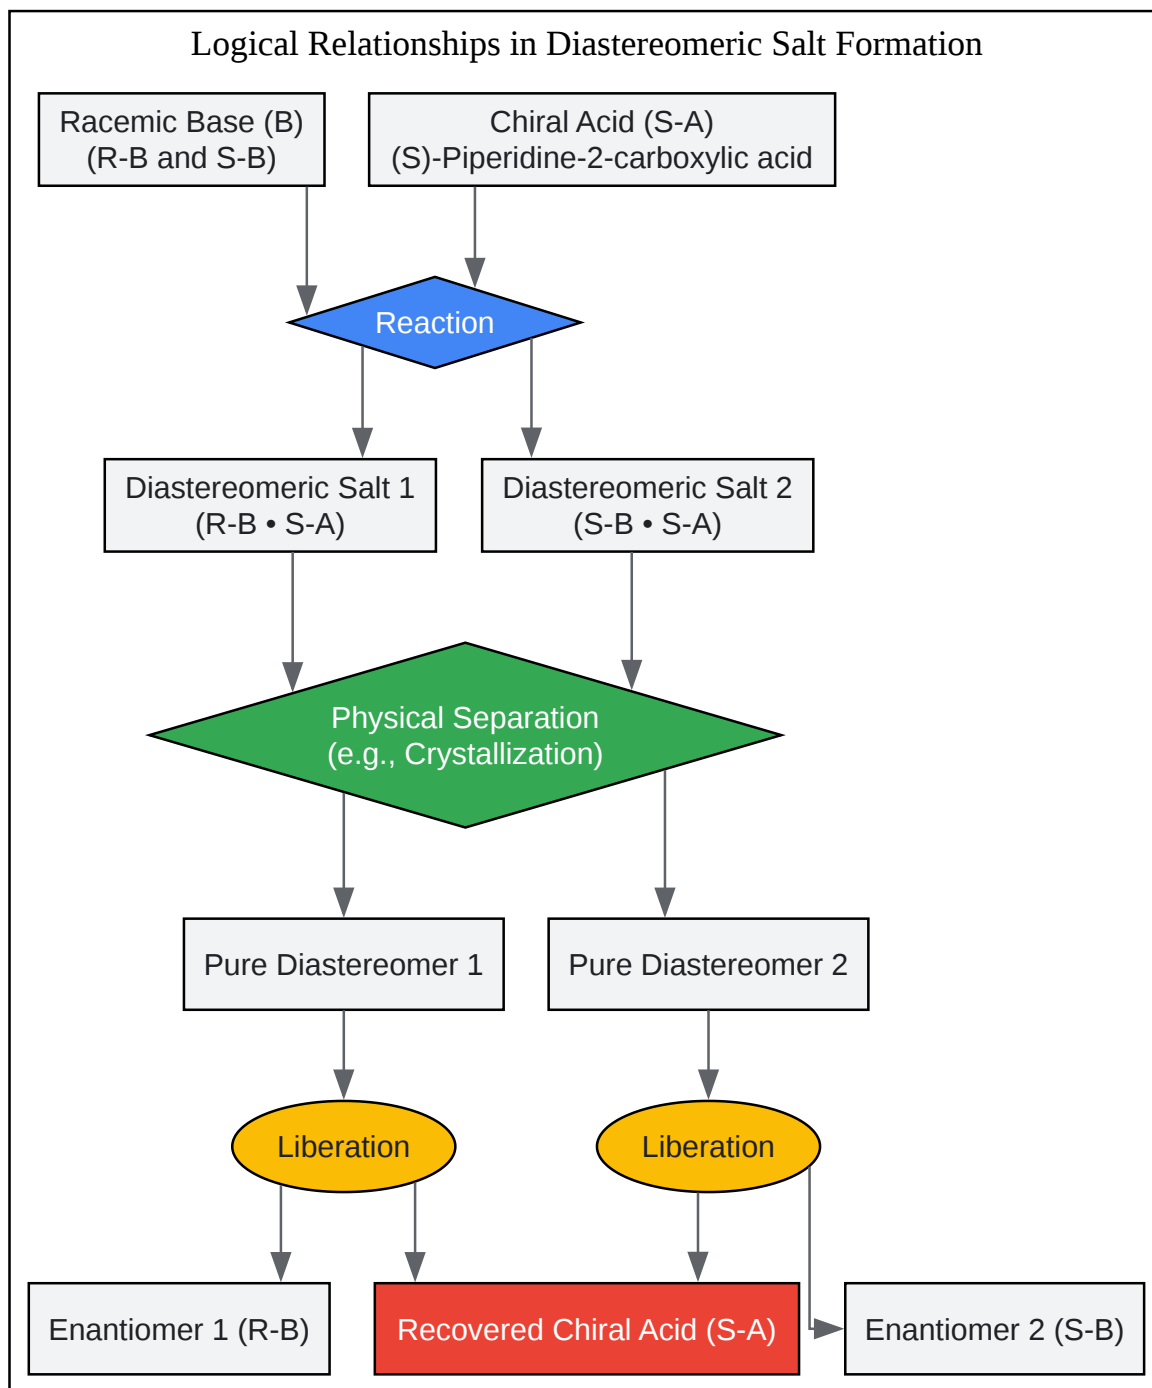 Logical Relationships in Diastereomeric Salt Formation
Racemic Base (B)
(R-B and S-B)
Chiral Acid (S-A)
(S)-Piperidine-2-carboxylic acid
Reaction
Diastereomeric Salt 1
(R-B • S-A)
Diastereomeric Salt 2
(S-B • S-A)
Physical Separation
(e.g., Crystallization)
Pure Diastereomer 1
Pure Diastereomer 2
Liberation
Liberation
Enantiomer 1 (R-B)
Recovered Chiral Acid (S-A)
Enantiomer 2 (S-B)